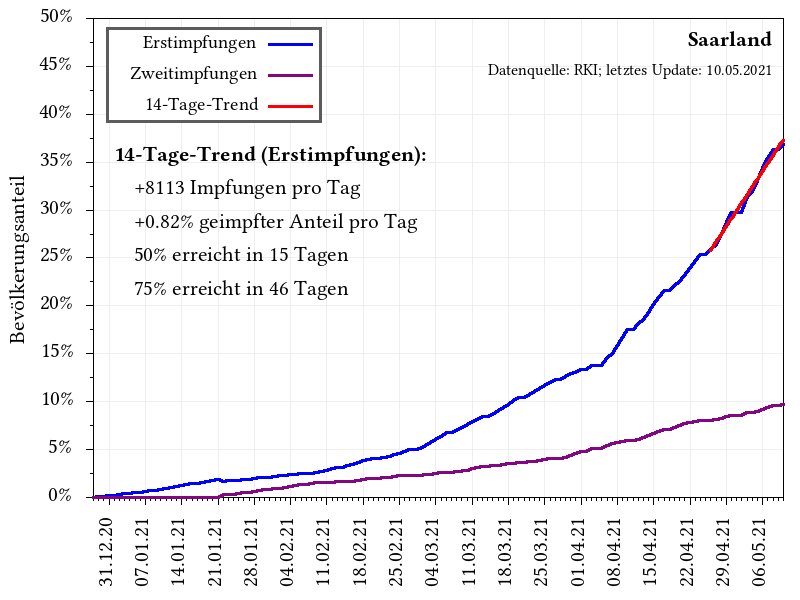 Saarland
Datenquelle: RKI; letztes Update: 10.05.2021
Erstimpfungen
Zweitimpfungen
14-Tage-Trend
14-Tage-Trend (Erstimpfungen):
+8113 Impfungen pro Tag
+0.82% geimpfter Anteil pro Tag
50% erreicht in 15 Tagen
75% erreicht in 46 Tagen
Bevölkerungsanteil
50%
45%
40%
35%
30%
25%
20%
15%
10%
5%
0%
31.12.20
07.01.21
14.01.21
21.01.21
28.01.21
04.02.21
11.02.21
18.02.21
25.02.21
04.03.21
11.03.21
18.03.21
25.03.21
01.04.21
08.04.21
15.04.21
22.04.21
29.04.21
06.05.21